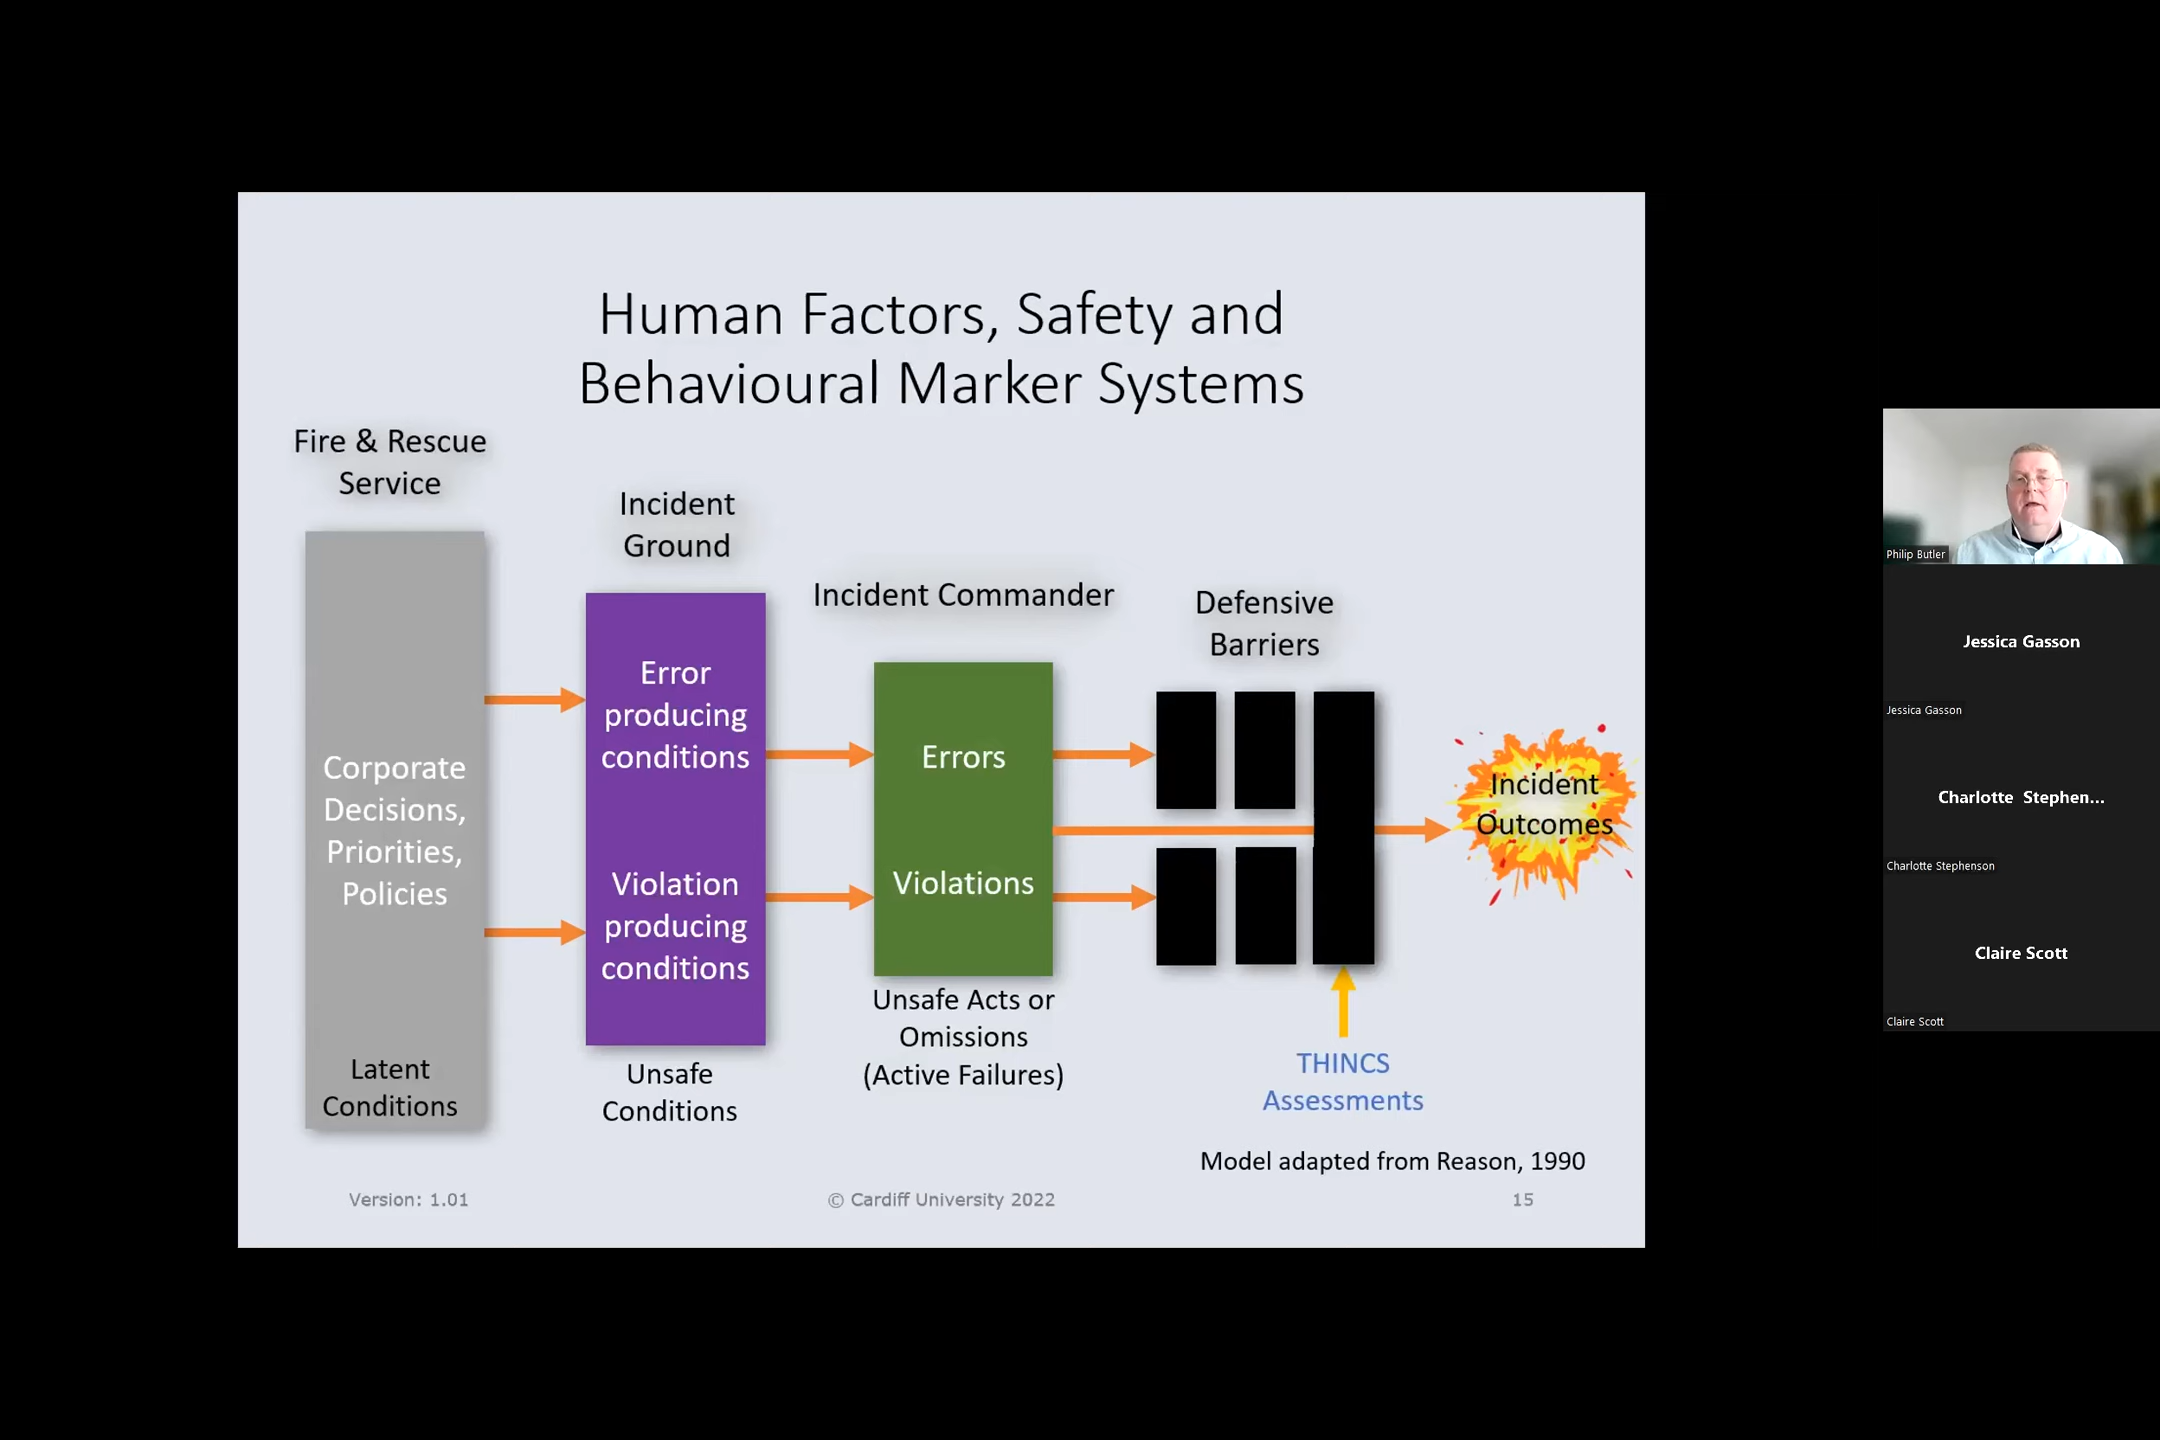 Human Factors, Safety and
Behavioural Marker Systems
Fire & Rescue
Service
Corporate
Decisions,
Priorities,
Policies
Latent
Conditions
Incident
Ground
Error
producing
conditions
Violation
producing
conditions
Unsafe
Conditions
Incident Commander
Errors
Violations
Unsafe Acts or
Omissions
(Active Failures)
Defensive
Barriers
Incident
Outcomes
THINCS
Assessments
Model adapted from Reason, 1990
Version: 1.01
© Cardiff University 2022
15
Philip Butler
Jessica Gasson
Jessica Gasson
Charlotte Stephen...
Charlotte Stephenson
Claire Scott
Claire Scott